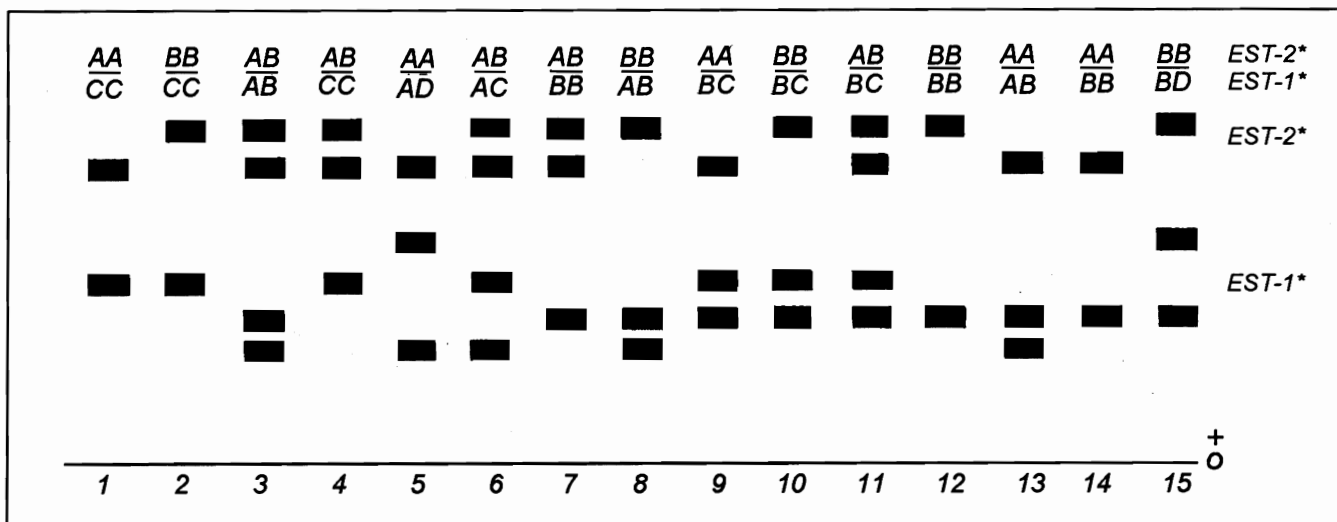 AA BB AB AB AA AB AB BB AA BB AB BB AA AA BB EST-2*
CC CC AB CC AD AC BB AB BC BC BC BB AB BB BD EST-1*
EST-2*
EST-1*
+
o
1 2 3 4 5 6 7 8 9 10 11 12 13 14 15